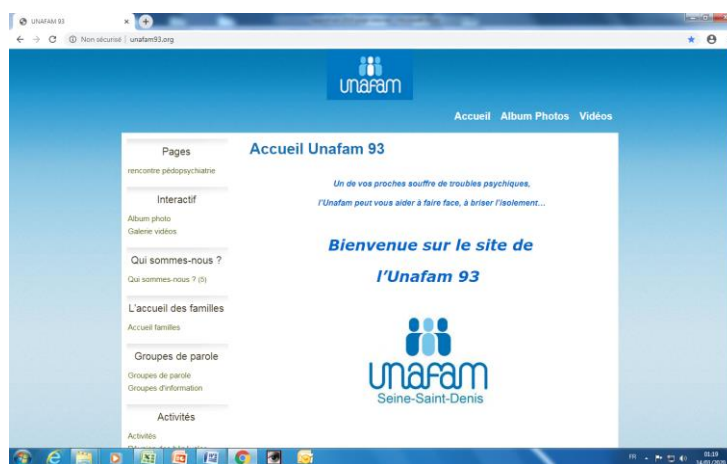 UNAFAM 93
Non sécurisé | unafam93.org
unafam
Accueil Album Photos Vidéos
Pages
rencontre pédopsychiatrie
Interactif
Album photo
Galerie vidéos
Qui sommes-nous ?
Qui sommes-nous ? (5)
L'accueil des familles
Accueil familles
Groupes de parole
Groupes de parole
Groupes d'information
Activités
Activités
Accueil Unafam 93
Un de vos proches souffre de troubles psychiques,
l'Unafam peut vous aider à faire face, à briser l'isolement…
Bienvenue sur le site de
l'Unafam 93
unafam
Seine-Saint-Denis
FR
01:19